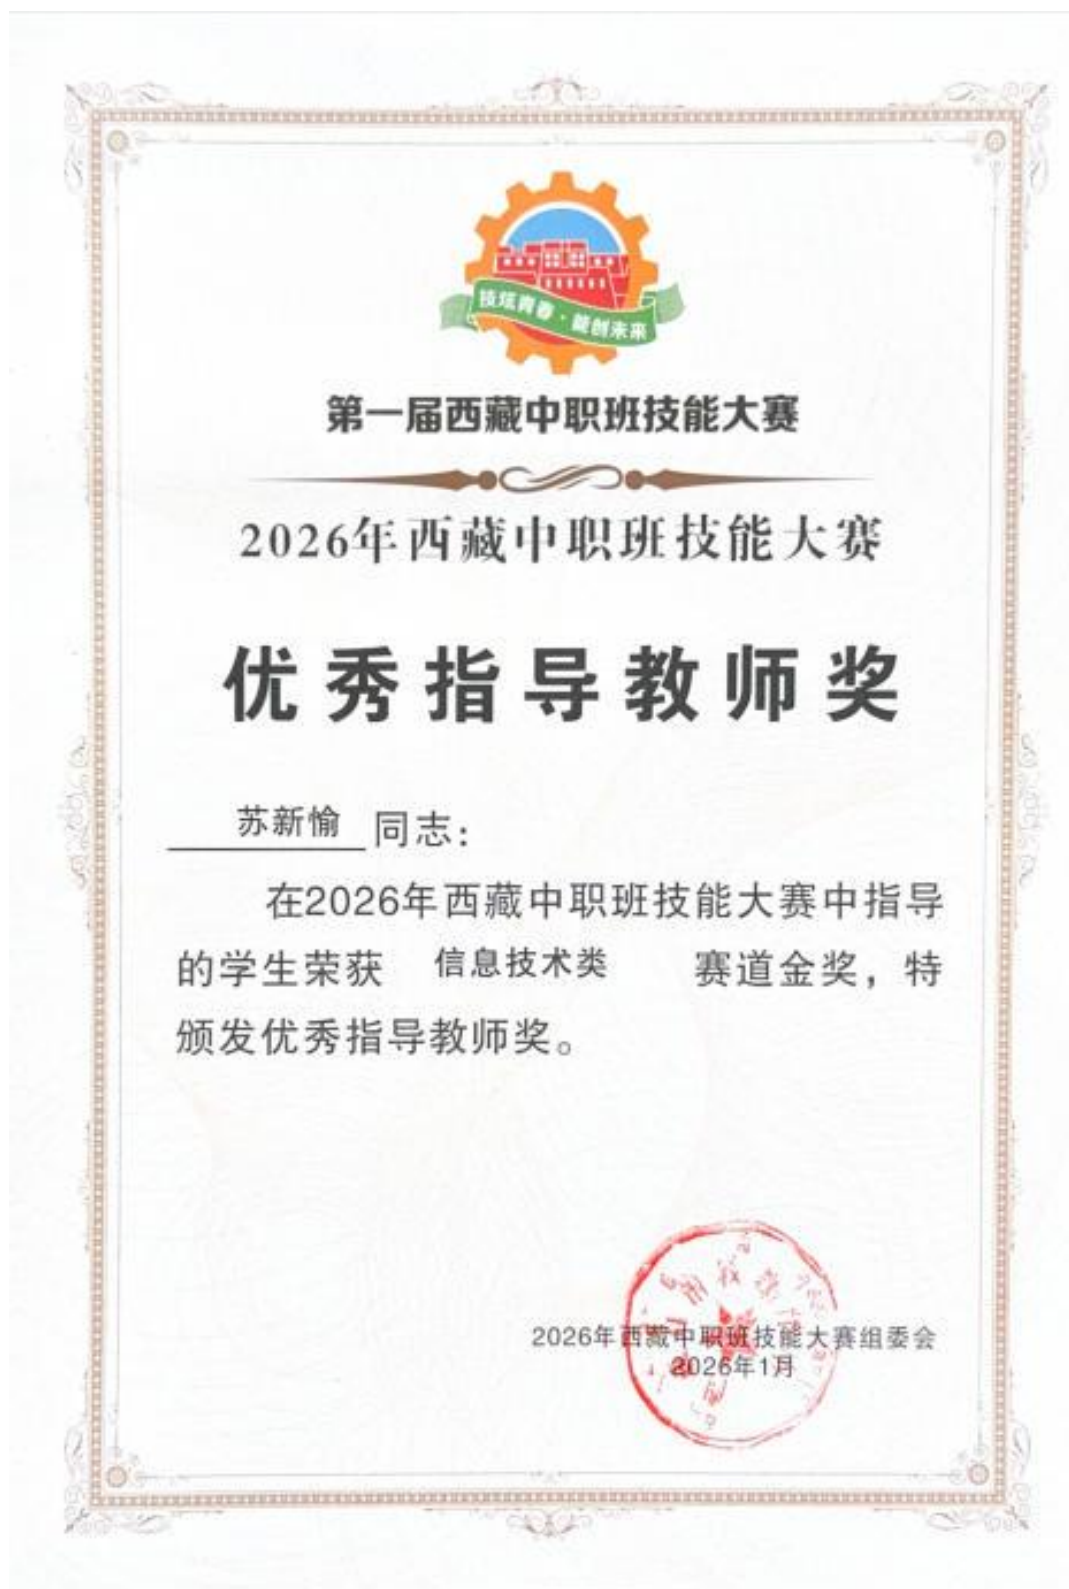 技炫青春·能创未来
第一届西藏中职班技能大赛
2026年西藏中职班技能大赛
优秀指导教师奖
苏新愉 同志：
在2026年西藏中职班技能大赛中指导
的学生荣获 信息技术类 赛道金奖，特
颁发优秀指导教师奖。
2026年西藏中职班技能大赛组委会
2026年1月